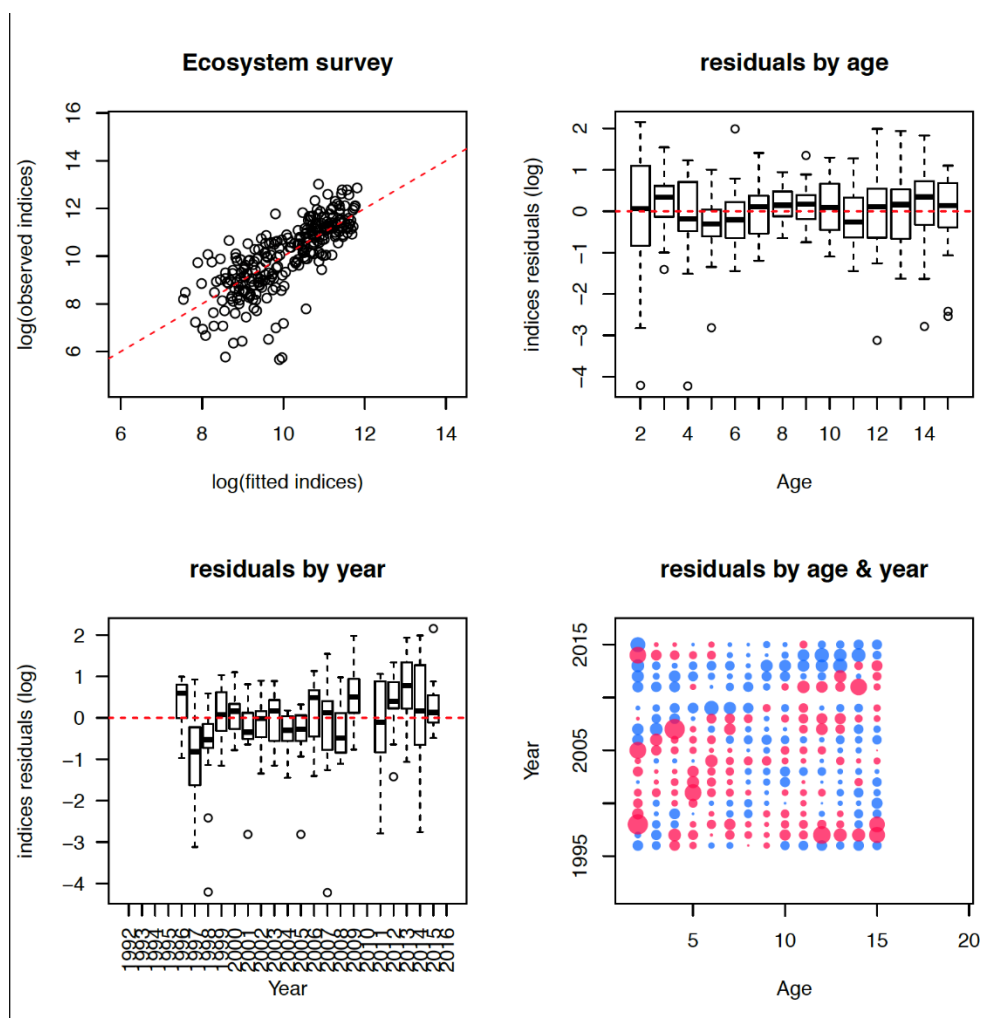 Ecosystem survey
log(observed indices)
16
14
12
10
8
6
6 8 10 12 14
log(fitted indices)
residuals by age
indices residuals (log)
2
1
0
−1
−2
−3
−4
2 4 6 8 10 12 14
Age
residuals by year
indices residuals (log)
2
1
0
−1
−2
−3
−4
1992 1993 1994 1995 1996 1997 1998 1999 2000 2001 2002 2003 2004 2005 2006 2007 2008 2009 2010 2011 2012 2013 2014 2015 2016
Year
residuals by age & year
Year
2015
2005
1995
5 10 15 20
Age